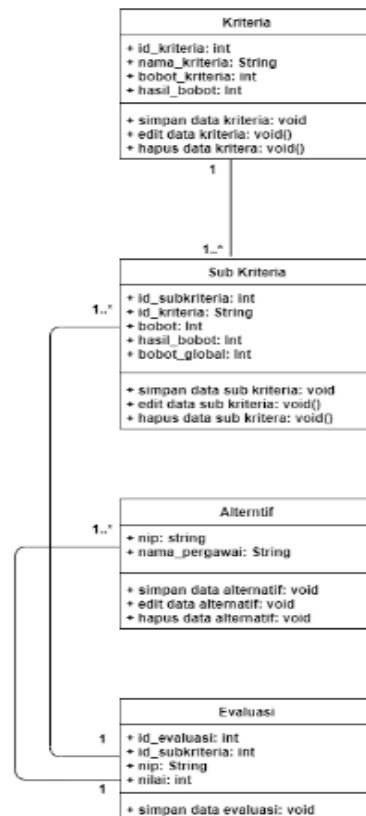 Kriteria
+ id_kriteria: int
+ nama_kriteria: String
+ bobot_kriteria: int
+ hasil_bobot: Int
+ simpan data kriteria: void
+ edit data kriteria: void()
+ hapus data kritera: void()
1
1..*
Sub Kriteria
1..*
+ id_subkriteria: int
+ id_kriteria: String
+ bobot: Int
+ hasil_bobot: Int
+ bobot_global: Int
+ simpan data sub kriteria: void
+ edit data sub kriteria: void()
+ hapus data sub kritera: void()
Alterntif
1..*
+ nip: string
+ nama_pergawai: String
+ simpan data alternatif: void
+ edit data alternatif: void
+ hapus data alternatif: void
Evaluasi
1
+ id_evaluasi: int
+ id_subkriteria: int
+ nip: String
+ nilai: int
1
+ simpan data evaluasi: void